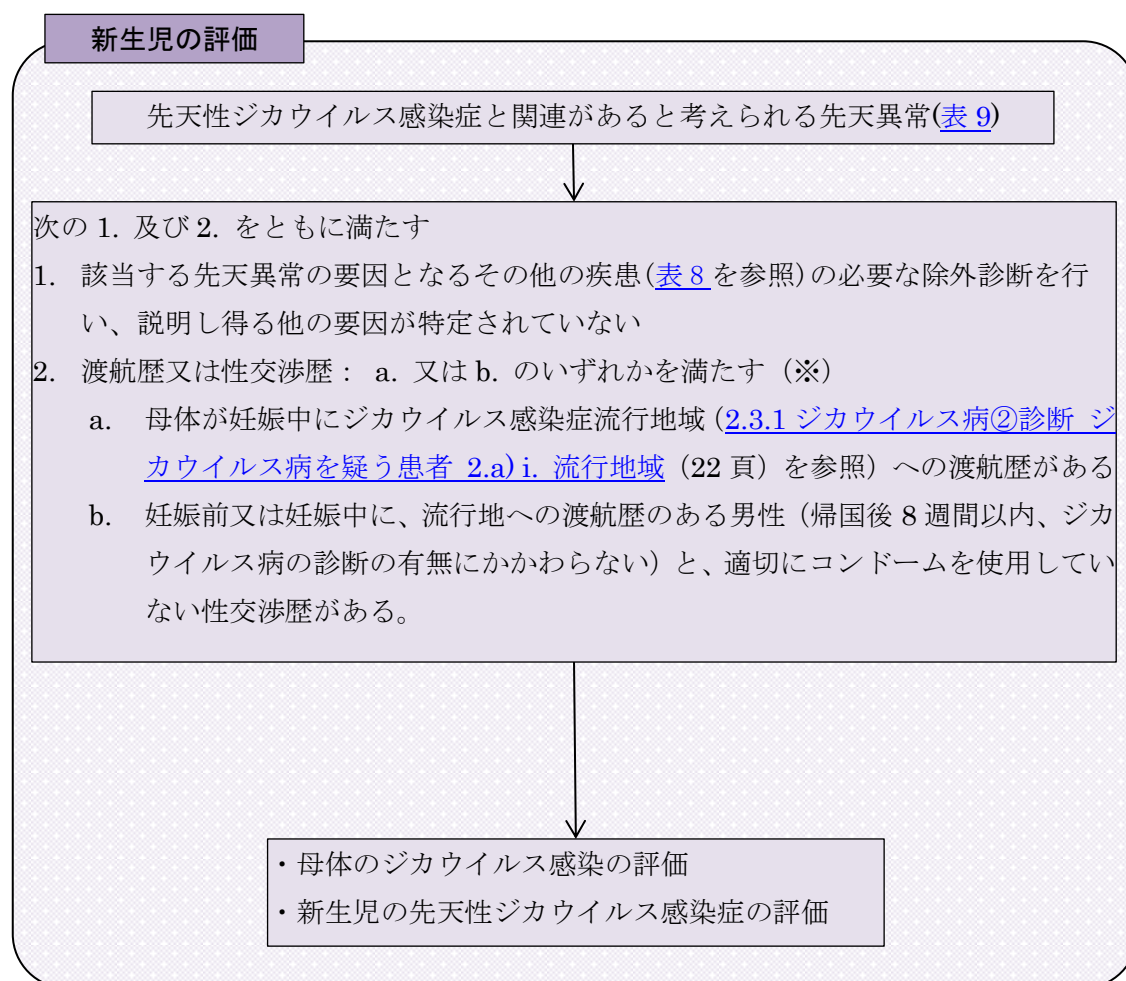 新生児の評価
先天性ジカウイルス感染症と関連があると考えられる先天異常(表 9)
次の 1. 及び 2. をともに満たす
1. 該当する先天異常の要因となるその他の疾患(表 8 を参照)の必要な除外診断を行
い、説明し得る他の要因が特定されていない
2. 渡航歴又は性交渉歴： a. 又は b. のいずれかを満たす（※）
a. 母体が妊娠中にジカウイルス感染症流行地域（2.3.1 ジカウイルス病②診断 ジ
カウイルス病を疑う患者 2.a) i. 流行地域（22 頁）を参照）への渡航歴がある
b. 妊娠前又は妊娠中に、流行地への渡航歴のある男性（帰国後 8 週間以内、ジカ
ウイルス病の診断の有無にかかわらない）と、適切にコンドームを使用してい
ない性交渉歴がある。
・母体のジカウイルス感染の評価
・新生児の先天性ジカウイルス感染症の評価